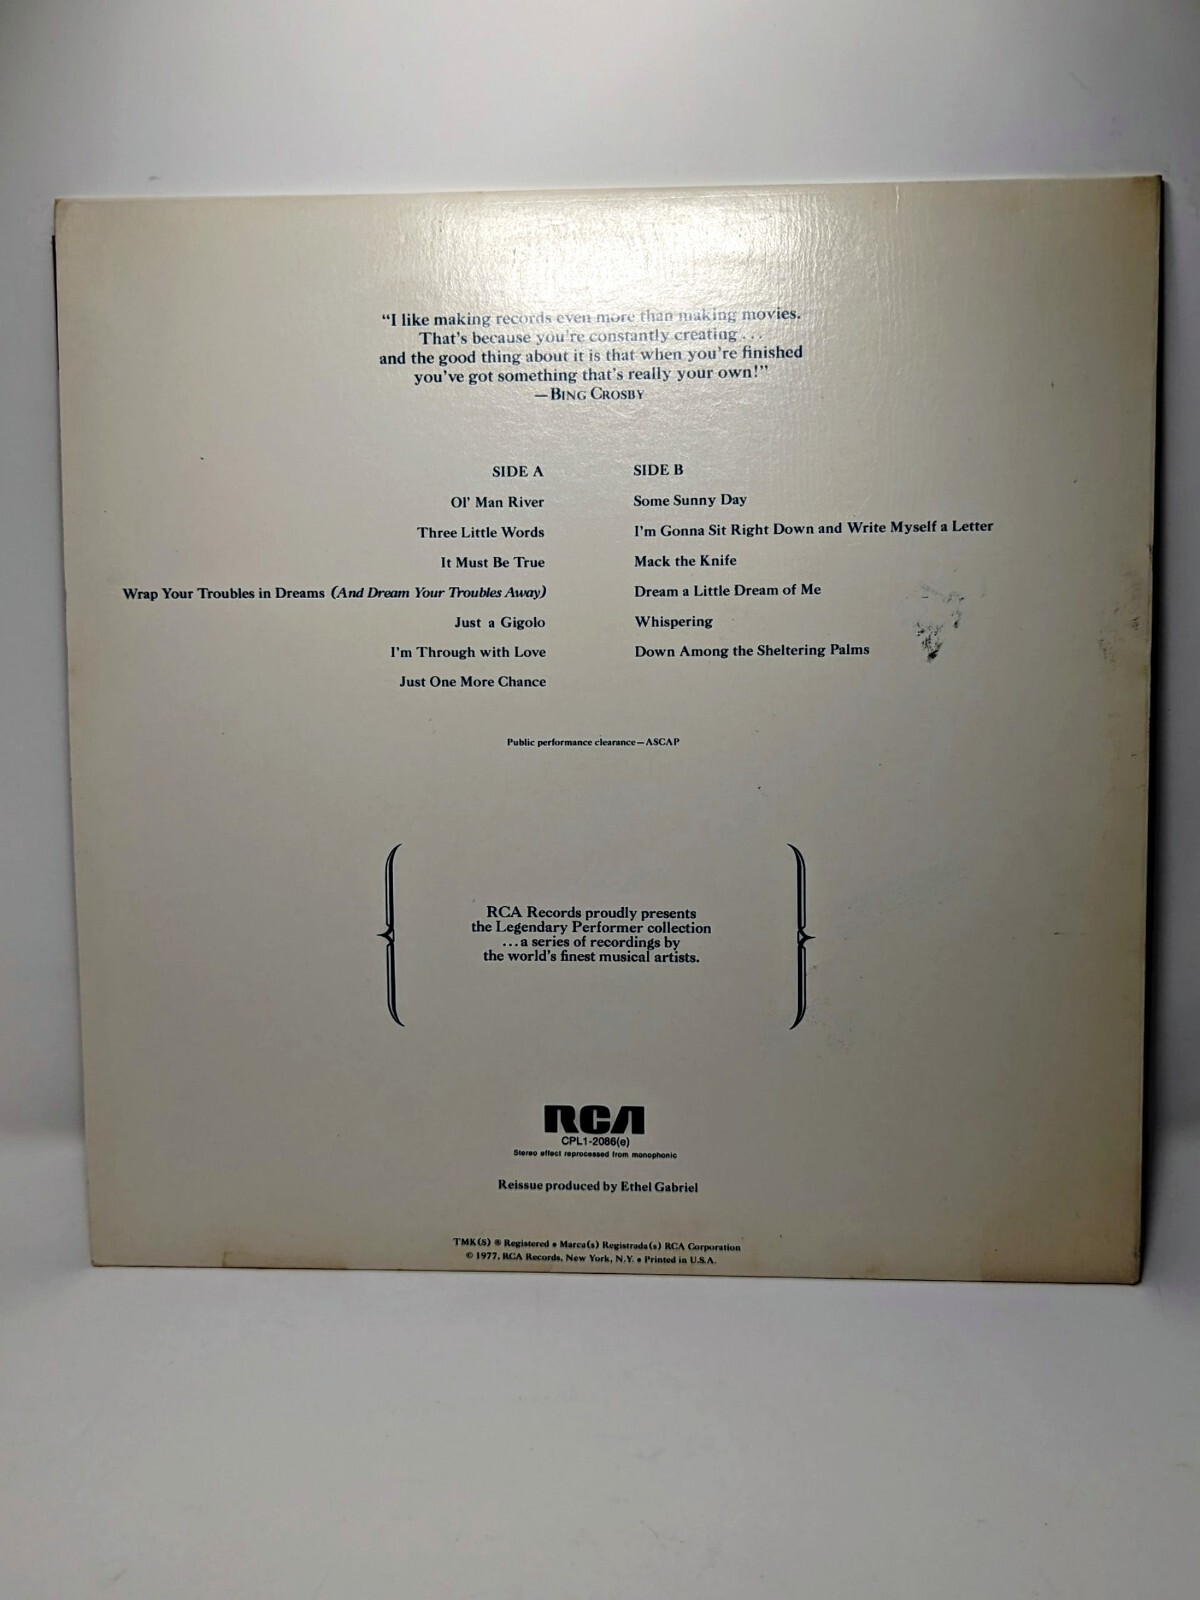 “I like making records even more than making movies.
That's because you're constantly creating...
and the good thing about it is that when you're finished
you've got something that's really your own!”
—BING CROSBY
SIDE A
Ol' Man River
Three Little Words
It Must Be True
Wrap Your Troubles in Dreams (And Dream Your Troubles Away)
Just a Gigolo
I'm Through with Love
Just One More Chance
SIDE B
Some Sunny Day
I'm Gonna Sit Right Down and Write Myself a Letter
Mack the Knife
Dream a Little Dream of Me
Whispering
Down Among the Sheltering Palms
Public performance clearance—ASCAP
RCA Records proudly presents
the Legendary Performer collection
...a series of recordings by
the world's finest musical artists.
RCA
CPL1-2086(e)
Stereo effect reprocessed from monophonic
Reissue produced by Ethel Gabriel
TMK(S) ® Registered • Marca(s) Registrada(s) RCA Corporation
© 1977, RCA Records, New York, N.Y. • Printed in U.S.A.